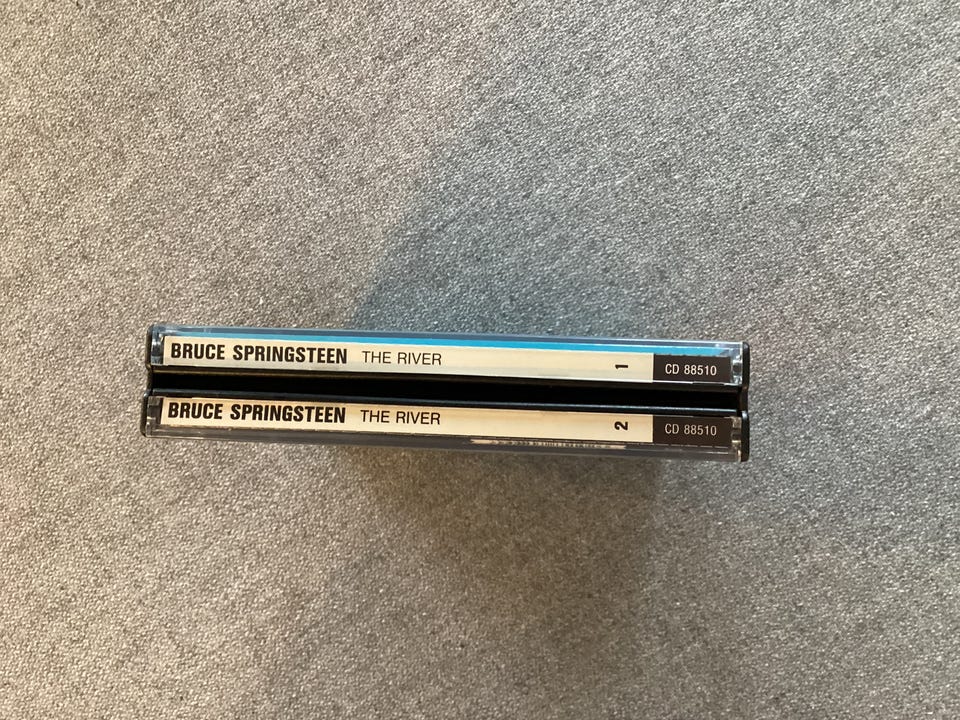 BRUCE SPRINGSTEEN THE RIVER 1 CD 88510
BRUCE SPRINGSTEEN THE RIVER 2 CD 88510